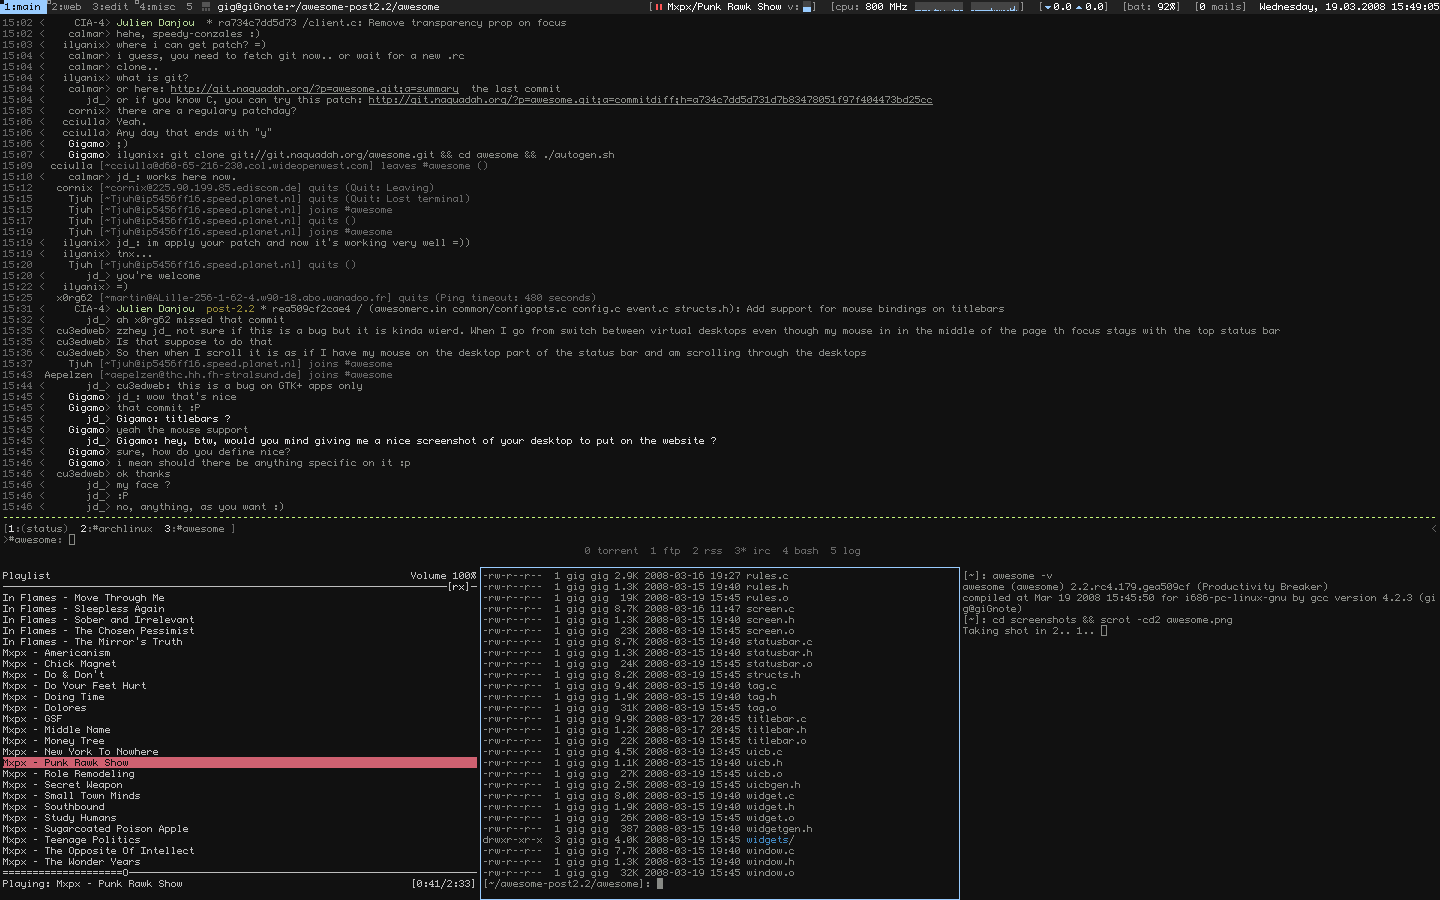 1:main 2:web 3:edit 4:misc 5 gig@giGnote:~/awesome-post2.2/awesome [ Mxpx/Punk Rawk Show v: ] [cpu: 800 MHz ] [ 0.0 0.0] [bat: 92%] [0 mails] Wednesday, 19.03.2008 15:49:05
15:02 < CIA-4> Julien Danjou * ra734c7dd5d73 /client.c: Remove transparency prop on focus
15:02 < calmar> hehe, speedy-conzales :)
15:03 < ilyanix> where i can get patch? =)
15:04 < calmar> i guess, you need to fetch git now.. or wait for a new .rc
15:04 < calmar> clone..
15:04 < ilyanix> what is git?
15:04 < calmar> or here: http://git.naquadah.org/?p=awesome.git;a=summary the last commit
15:04 < jd_> or if you know C, you can try this patch: http://git.naquadah.org/?p=awesome.git;a=commitdiff;h=a734c7dd5d731d7b83478051f97f404473bd25cc
15:05 < cornix> there are a regulary patchday?
15:06 < cciulla> Yeah.
15:06 < cciulla> Any day that ends with "y"
15:06 < Gigamo> ;)
15:07 < Gigamo> ilyanix: git clone git://git.naquadah.org/awesome.git && cd awesome && ./autogen.sh
15:09 cciulla [~cciulla@d60-65-216-230.col.wideopenwest.com] leaves #awesome ()
15:10 < calmar> jd_: works here now.
15:12 cornix [~cornix@225.90.199.85.ediscom.de] quits (Quit: Leaving)
15:15 Tjuh [~Tjuh@ip5456ff16.speed.planet.nl] quits (Quit: Lost terminal)
15:15 Tjuh [~Tjuh@ip5456ff16.speed.planet.nl] joins #awesome
15:17 Tjuh [~Tjuh@ip5456ff16.speed.planet.nl] quits ()
15:19 Tjuh [~Tjuh@ip5456ff16.speed.planet.nl] joins #awesome
15:19 < ilyanix> jd_: im apply your patch and now it's working very well =))
15:19 < ilyanix> tnx...
15:20 Tjuh [~Tjuh@ip5456ff16.speed.planet.nl] quits ()
15:20 < jd_> you're welcome
15:22 < ilyanix> =)
15:25 x0rg62 [~martin@ALille-256-1-62-4.w90-18.abo.wanadoo.fr] quits (Ping timeout: 480 seconds)
15:31 < CIA-4> Julien Danjou post-2.2 * rea509cf2cae4 / (awesomerc.in common/configopts.c config.c event.c structs.h): Add support for mouse bindings on titlebars
15:32 < jd_> ah x0rg62 missed that commit
15:35 < cu3edweb> zzhey jd_ not sure if this is a bug but it is kinda wierd. When I go from switch between virtual desktops even though my mouse in in the middle of the page th focus stays with the top status bar
15:35 < cu3edweb> Is that suppose to do that
15:36 < cu3edweb> So then when I scroll it is as if I have my mouse on the desktop part of the status bar and am scrolling through the desktops
15:37 Tjuh [~Tjuh@ip5456ff16.speed.planet.nl] joins #awesome
15:43 Aepelzen [~aepelzen@thc.hh.fh-stralsund.de] joins #awesome
15:44 < jd_> cu3edweb: this is a bug on GTK+ apps only
15:45 < Gigamo> jd_: wow that's nice
15:45 < Gigamo> that commit :P
15:45 < jd_> Gigamo: titlebars ?
15:45 < Gigamo> yeah the mouse support
15:45 < jd_> Gigamo: hey, btw, would you mind giving me a nice screenshot of your desktop to put on the website ?
15:45 < Gigamo> sure, how do you define nice?
15:46 < Gigamo> i mean should there be anything specific on it :p
15:46 < cu3edweb> ok thanks
15:46 < jd_> my face ?
15:46 < jd_> :P
15:46 < jd_> no, anything, as you want :)
[1:(status) 2:#archlinux 3:#awesome ] <
>#awesome:
0 torrent 1 ftp 2 rss 3* irc 4 bash 5 log
Playlist Volume 100%
[rx]
In Flames - Move Through Me
In Flames - Sleepless Again
In Flames - Sober and Irrelevant
In Flames - The Chosen Pessimist
In Flames - The Mirror's Truth
Mxpx - Americanism
Mxpx - Chick Magnet
Mxpx - Do & Don't
Mxpx - Do Your Feet Hurt
Mxpx - Doing Time
Mxpx - Dolores
Mxpx - GSF
Mxpx - Middle Name
Mxpx - Money Tree
Mxpx - New York To Nowhere
Mxpx - Punk Rawk Show
Mxpx - Role Remodeling
Mxpx - Secret Weapon
Mxpx - Small Town Minds
Mxpx - Southbound
Mxpx - Study Humans
Mxpx - Sugarcoated Poison Apple
Mxpx - Teenage Politics
Mxpx - The Opposite Of Intellect
Mxpx - The Wonder Years
Playing: Mxpx - Punk Rawk Show [0:41/2:33]
-rw-r--r-- 1 gig gig 2.9K 2008-03-16 19:27 rules.c
-rw-r--r-- 1 gig gig 1.3K 2008-03-15 19:40 rules.h
-rw-r--r-- 1 gig gig 19K 2008-03-19 15:45 rules.o
-rw-r--r-- 1 gig gig 8.7K 2008-03-16 11:47 screen.c
-rw-r--r-- 1 gig gig 1.3K 2008-03-15 19:40 screen.h
-rw-r--r-- 1 gig gig 23K 2008-03-19 15:45 screen.o
-rw-r--r-- 1 gig gig 8.7K 2008-03-15 19:40 statusbar.c
-rw-r--r-- 1 gig gig 1.3K 2008-03-15 19:40 statusbar.h
-rw-r--r-- 1 gig gig 24K 2008-03-19 15:45 statusbar.o
-rw-r--r-- 1 gig gig 8.2K 2008-03-19 15:45 structs.h
-rw-r--r-- 1 gig gig 9.4K 2008-03-15 19:40 tag.c
-rw-r--r-- 1 gig gig 1.9K 2008-03-15 19:40 tag.h
-rw-r--r-- 1 gig gig 31K 2008-03-19 15:45 tag.o
-rw-r--r-- 1 gig gig 9.9K 2008-03-17 20:45 titlebar.c
-rw-r--r-- 1 gig gig 1.2K 2008-03-17 20:45 titlebar.h
-rw-r--r-- 1 gig gig 22K 2008-03-19 15:45 titlebar.o
-rw-r--r-- 1 gig gig 4.5K 2008-03-19 13:45 uicb.c
-rw-r--r-- 1 gig gig 1.1K 2008-03-15 19:40 uicb.h
-rw-r--r-- 1 gig gig 27K 2008-03-19 15:45 uicb.o
-rw-r--r-- 1 gig gig 2.5K 2008-03-19 15:45 uicbgen.h
-rw-r--r-- 1 gig gig 8.0K 2008-03-15 19:40 widget.c
-rw-r--r-- 1 gig gig 1.9K 2008-03-15 19:40 widget.h
-rw-r--r-- 1 gig gig 26K 2008-03-19 15:45 widget.o
-rw-r--r-- 1 gig gig 387 2008-03-15 19:40 widgetgen.h
drwxr-xr-x 3 gig gig 4.0K 2008-03-19 15:45 widgets/
-rw-r--r-- 1 gig gig 7.7K 2008-03-15 19:40 window.c
-rw-r--r-- 1 gig gig 1.3K 2008-03-15 19:40 window.h
-rw-r--r-- 1 gig gig 32K 2008-03-19 15:45 window.o
[~/awesome-post2.2/awesome]:
[~]: awesome -v
awesome (awesome) 2.2.rc4.179.gea509cf (Productivity Breaker)
compiled at Mar 19 2008 15:45:50 for i686-pc-linux-gnu by gcc version 4.2.3 (gi
g@giGnote)
[~]: cd screenshots && scrot -cd2 awesome.png
Taking shot in 2.. 1..